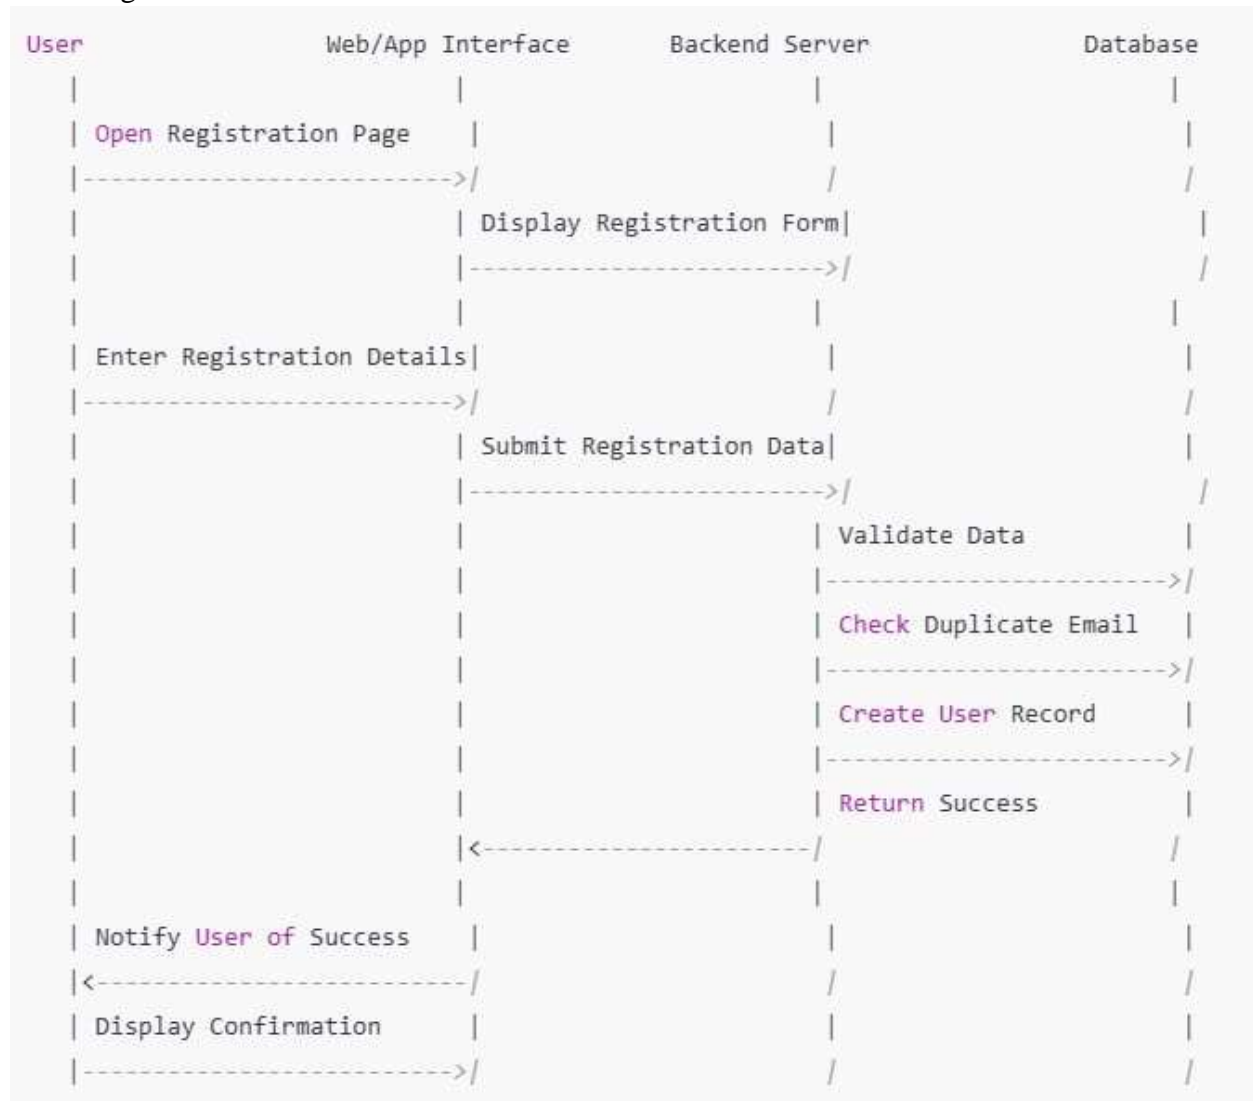 User Web/App Interface Backend Server Database
| | | |
| Open Registration Page | | |
|-------------------------->/ / /
| | Display Registration Form| |
| |------------------------->/ /
| | | |
| Enter Registration Details| | |
|-------------------------->/ / /
| | Submit Registration Data| |
| |------------------------->/ /
| | | Validate Data |
| | |------------------------>/
| | | Check Duplicate Email |
| | |------------------------>/
| | | Create User Record |
| | |------------------------>/
| | | Return Success |
| |<-----------------------/ /
| | | |
| Notify User of Success | | |
|<--------------------------/ / /
| Display Confirmation | | |
|-------------------------->/ / /